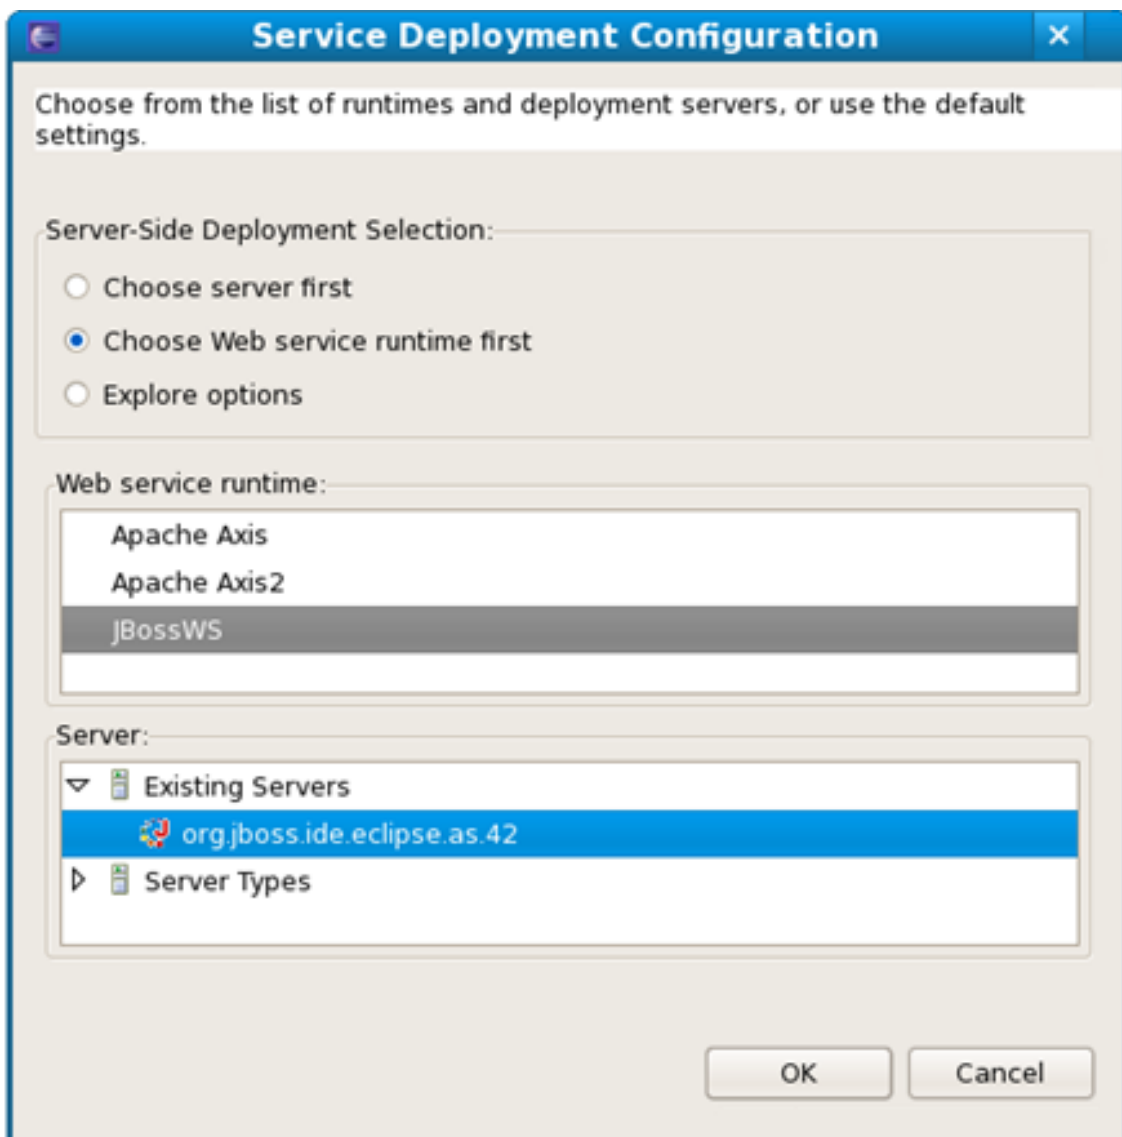 Service Deployment Configuration
Choose from the list of runtimes and deployment servers, or use the default
settings.
Server-Side Deployment Selection:
Choose server first
Choose Web service runtime first
Explore options
Web service runtime:
Apache Axis
Apache Axis2
JBossWS
Server:
Existing Servers
org.jboss.ide.eclipse.as.42
Server Types
OK Cancel